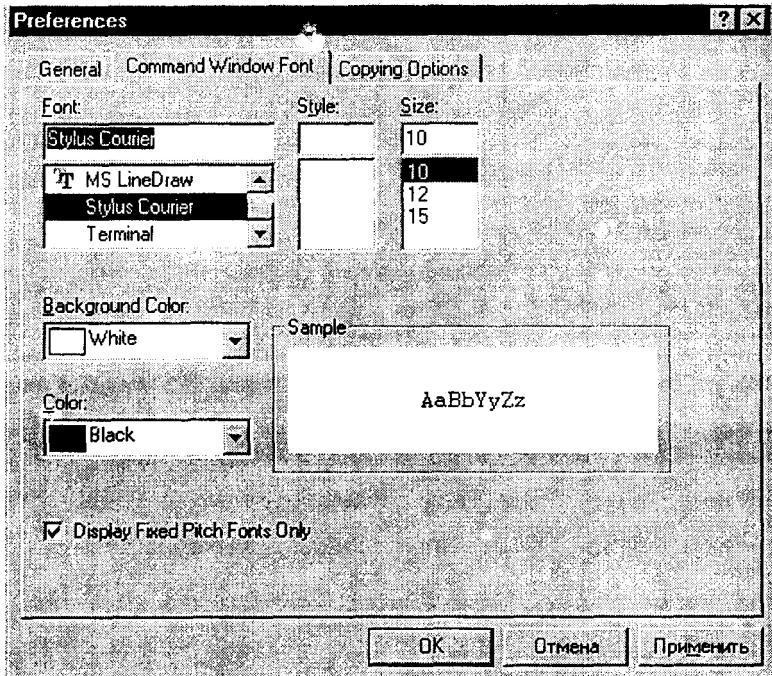 Preferences
General Command Window Font Copying Options
Font: Style: Size:
Stylus Courier 10
MS LineDraw 10
Stylus Courier 12
Terminal 15
Background Color:
White
Sample
AaBbYyZz
Color:
Black
Display Fixed Pitch Fonts Only
OK Отмена Применить